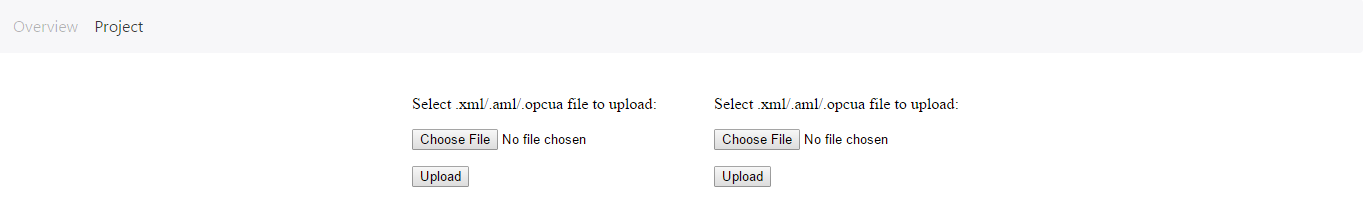 Overview Project
Select .xml/.aml/.opcua file to upload: Select .xml/.aml/.opcua file to upload:
Choose File No file chosen Choose File No file chosen
Upload Upload